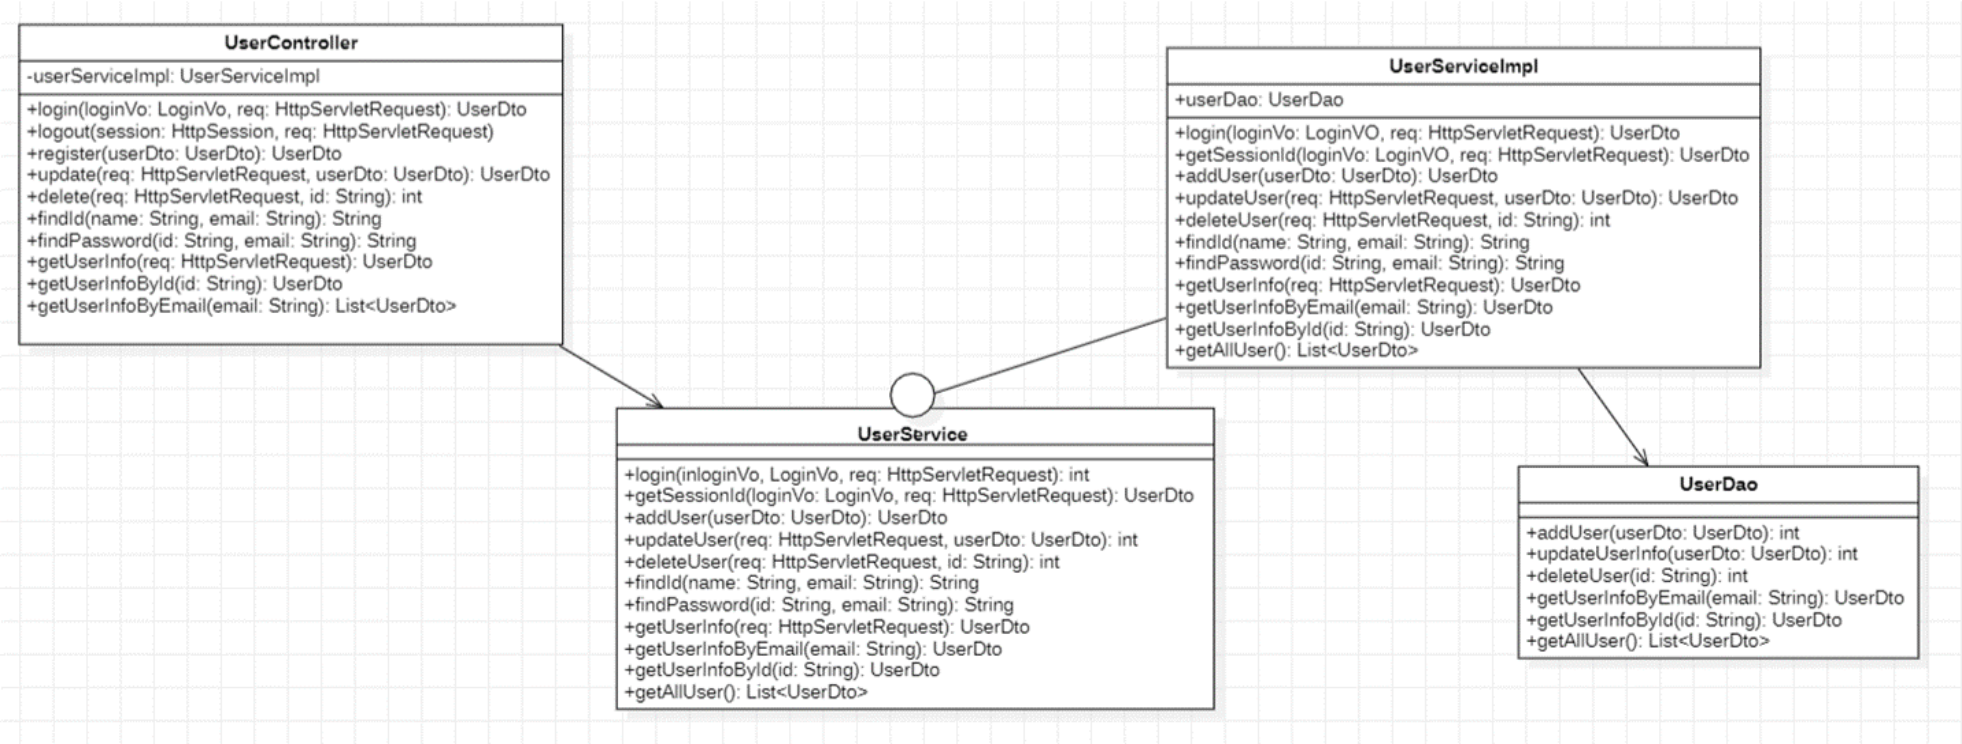 UserController
-userServiceImpl: UserServiceImpl
+login(loginVo: LoginVo, req: HttpServletRequest): UserDto
+logout(session: HttpSession, req: HttpServletRequest)
+register(userDto: UserDto): UserDto
+update(req: HttpServletRequest, userDto: UserDto): UserDto
+delete(req: HttpServletRequest, id: String): int
+findId(name: String, email: String): String
+findPassword(id: String, email: String): String
+getUserInfo(req: HttpServletRequest): UserDto
+getUserInfoById(id: String): UserDto
+getUserInfoByEmail(email: String): List<UserDto>
UserServiceImpl
+userDao: UserDao
+login(loginVo: LoginVO, req: HttpServletRequest): UserDto
+getSessionId(loginVo: LoginVO, req: HttpServletRequest): UserDto
+addUser(userDto: UserDto): UserDto
+updateUser(req: HttpServletRequest, userDto: UserDto): UserDto
+deleteUser(req: HttpServletRequest, id: String): int
+findId(name: String, email: String): String
+findPassword(id: String, email: String): String
+getUserInfo(req: HttpServletRequest): UserDto
+getUserInfoByEmail(email: String): UserDto
+getUserInfoById(id: String): UserDto
+getAllUser(): List<UserDto>
UserService
+login(inloginVo, LoginVo, req: HttpServletRequest): int
+getSessionId(loginVo: LoginVo, req: HttpServletRequest): UserDto
+addUser(userDto: UserDto): UserDto
+updateUser(req: HttpServletRequest, userDto: UserDto): int
+deleteUser(req: HttpServletRequest, id: String): int
+findId(name: String, email: String): String
+findPassword(id: String, email: String): String
+getUserInfo(req: HttpServletRequest): UserDto
+getUserInfoByEmail(email: String): UserDto
+getUserInfoById(id: String): UserDto
+getAllUser(): List<UserDto>
UserDao
+addUser(userDto: UserDto): int
+updateUserInfo(userDto: UserDto): int
+deleteUser(id: String): int
+getUserInfoByEmail(email: String): UserDto
+getUserInfoById(id: String): UserDto
+getAllUser(): List<UserDto>